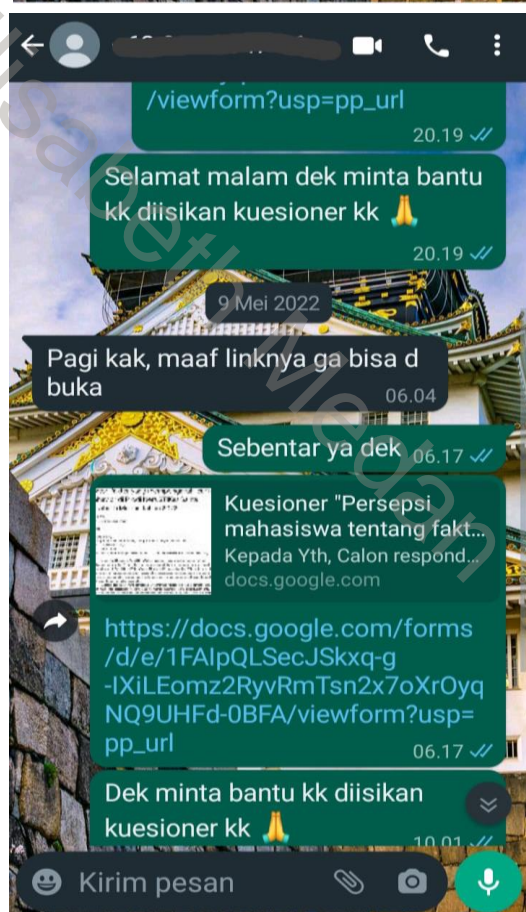 /viewform?usp=pp_url
20.19
Selamat malam dek minta bantu
kk diisikan kuesioner kk 🙏
20.19
9 Mei 2022
Pagi kak, maaf linknya ga bisa d
buka
06.04
Sebentar ya dek 06.17
Kuesioner "Persepsi
mahasiswa tentang fakt...
Kepada Yth, Calon respond...
docs.google.com
https://docs.google.com/forms
/d/e/1FAIpQLSecJSkxq-g
-IXiLEomz2RyvRmTsn2x7oXrOyq
NQ9UHFd-0BFA/viewform?usp=
pp_url
06.17
Dek minta bantu kk diisikan
kuesioner kk 🙏
10.01
Kirim pesan
Medan